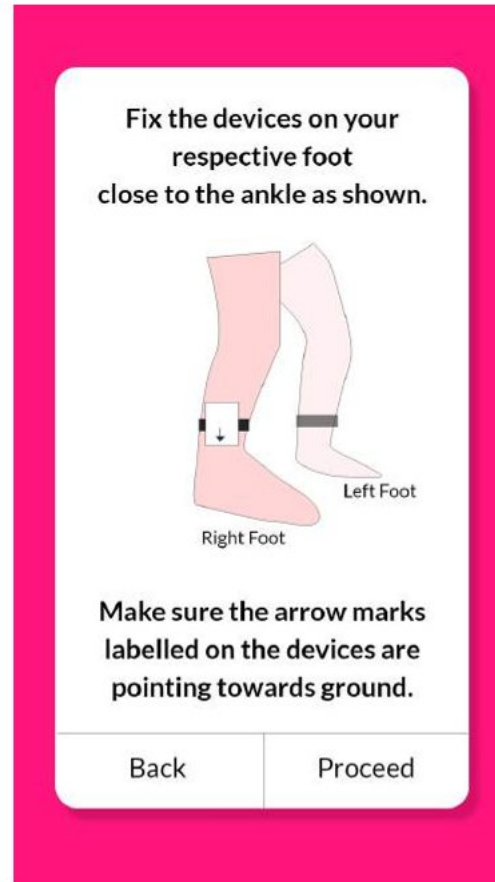 Fix the devices on your
respective foot
close to the ankle as shown.
Left Foot
Right Foot
Make sure the arrow marks
labelled on the devices are
pointing towards ground.
Back
Proceed